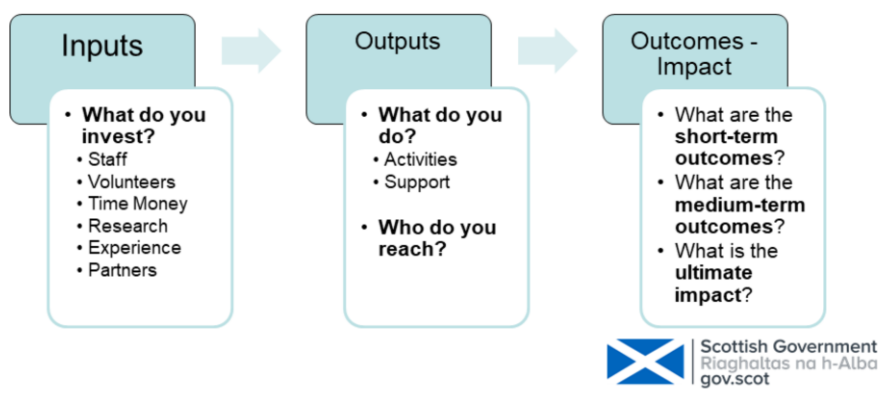 Inputs
• What do you
invest?
• Staff
• Volunteers
• Time Money
• Research
• Experience
• Partners
Outputs
• What do you
do?
• Activities
• Support
• Who do you
reach?
Outcomes -
Impact
• What are the
short-term
outcomes?
• What are the
medium-term
outcomes?
• What is the
ultimate
impact?
Scottish Government
Riaghaltas na h-Alba
gov.scot